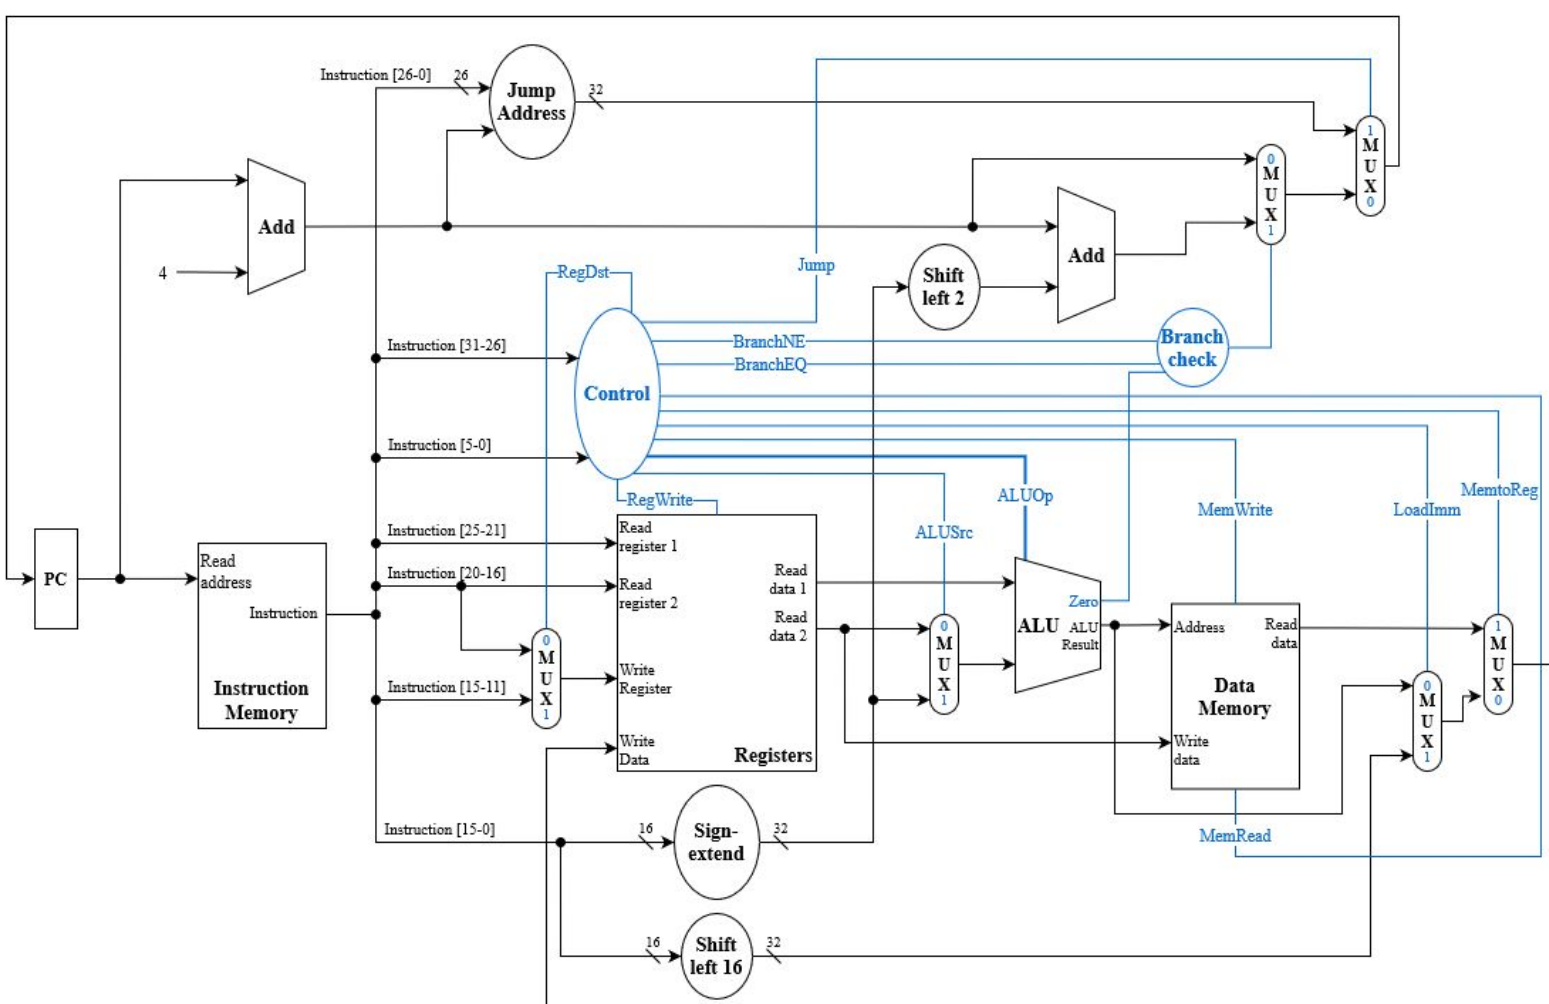 Instruction [26-0]
26
Jump
Address
32
1
M
U
X
0
0
M
U
X
1
Add
4
Add
Shift
left 2
Jump
RegDst
BranchNE
BranchEQ
Branch
check
Instruction [31-26]
Control
Instruction [5-0]
RegWrite
ALUOp
ALUSrc
MemWrite
LoadImm
MemtoReg
PC
Read
address
Instruction
Instruction
Memory
Instruction [25-21]
Instruction [20-16]
Instruction [15-11]
0
M
U
X
1
Read
register 1
Read
register 2
Write
Register
Write
Data
Read
data 1
Read
data 2
Registers
0
M
U
X
1
Zero
ALU
ALU
Result
Address
Read
data
Data
Memory
Write
data
MemRead
0
M
U
X
1
1
M
U
X
0
Instruction [15-0]
16
Sign-
extend
32
16
Shift
left 16
32